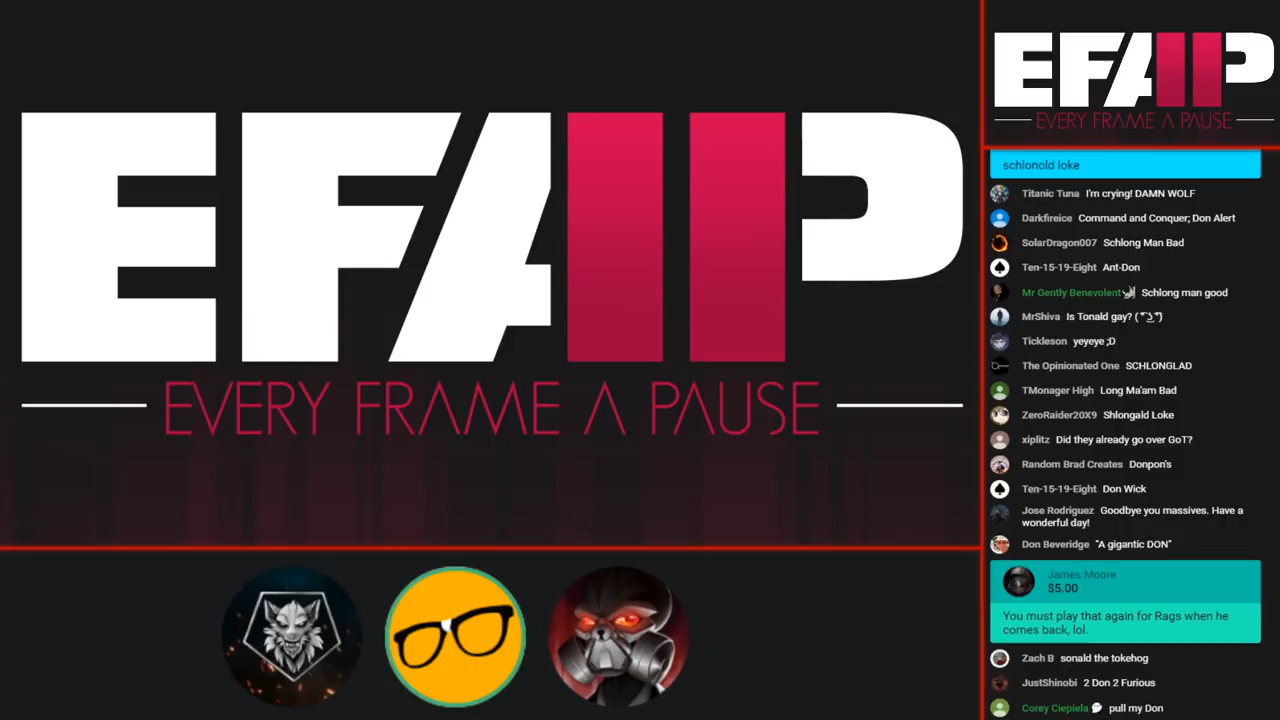 EFAP
EVERY FRAME A PAUSE
EFAP
EVERY FRAME A PAUSE
schlonold loke
Titanic Tuna I'm crying! DAMN WOLF
Darkfireice Command and Conquer; Don Alert
SolarDragon007 Schlong Man Bad
Ten-15-19-Eight Ant-Don
Mr Gently Benevolent Schlong man good
MrShiva Is Tonald gay? ( ͡° ͜ʖ ͡°)
Tickleson yeyeye ;D
The Opinionated One SCHLONGLAD
TMonager High Long Ma'am Bad
ZeroRaider20X9 Shlongald Loke
xiplitz Did they already go over GoT?
Random Brad Creates Donpon's
Ten-15-19-Eight Don Wick
Jose Rodriguez Goodbye you massives. Have a
wonderful day!
Don Beveridge "A gigantic DON"
James Moore
$5.00
You must play that again for Rags when he
comes back, lol.
Zach B sonald the tokehog
JustShinobi 2 Don 2 Furious
Corey Ciepiela pull my Don